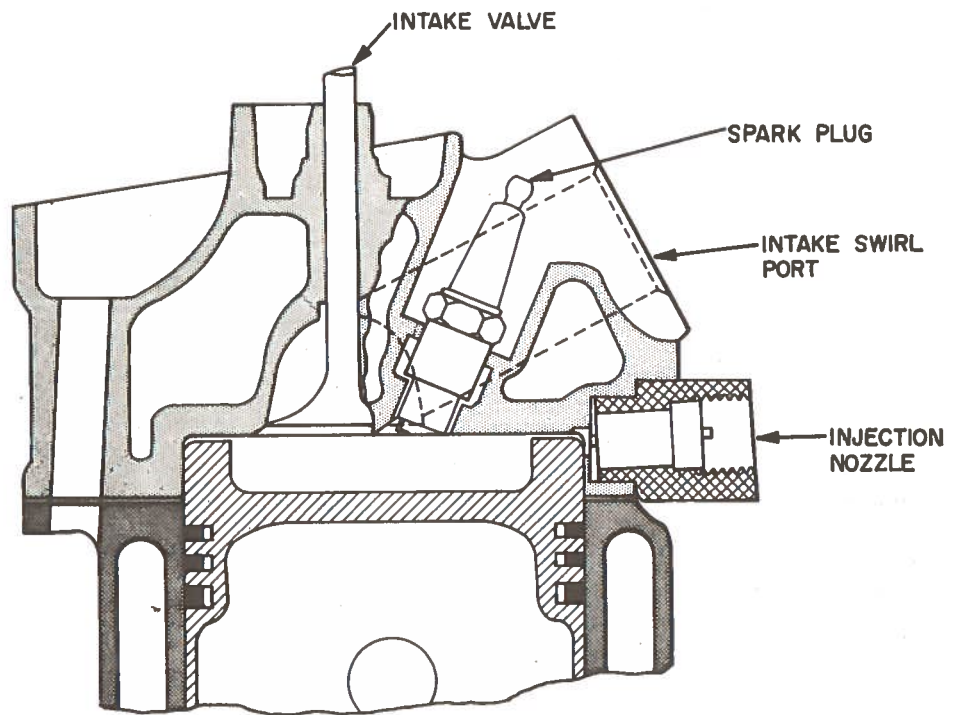 INTAKE VALVE
SPARK PLUG
INTAKE SWIRL
PORT
INJECTION
NOZZLE